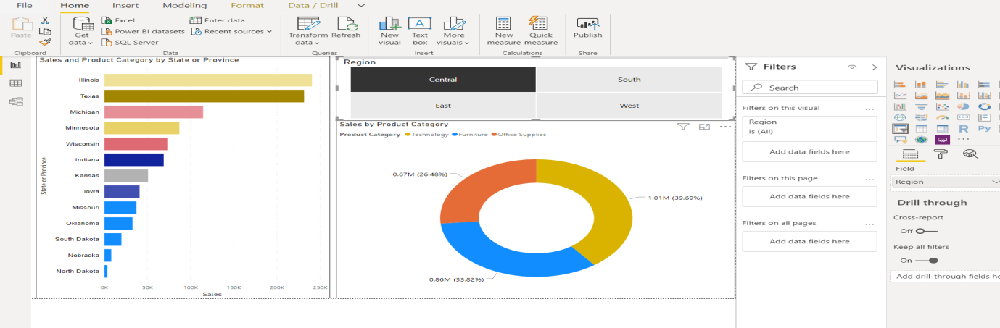 File Home Insert Modeling Format Data / Drill
Paste
Clipboard
Get data
Excel
Power BI datasets
SQL Server
Enter data
Recent sources
Data
Transform data
Refresh
Queries
New visual
Text box
More visuals
Insert
New measure
Quick measure
Calculations
Publish
Share
Sales and Product Category by State or Province
State or Province
Illinois
Texas
Michigan
Minnesota
Wisconsin
Indiana
Kansas
Iowa
Missouri
Oklahoma
South Dakota
Nebraska
North Dakota
0K 50K 100K 150K 200K 250K
Sales
Region
Central South
East West
Sales by Product Category
Product Category Technology Furniture Office Supplies
0.67M (26.48%)
1.01M (39.69%)
0.86M (33.82%)
Filters
Search
Filters on this visual ...
Region
is (All)
Add data fields here
Filters on this page ...
Add data fields here
Filters on all pages ...
Add data fields here
Visualizations
123
R Py
...
Field
Region
Drill through
Cross-report
Off
Keep all filters
On
Add drill-through fields he